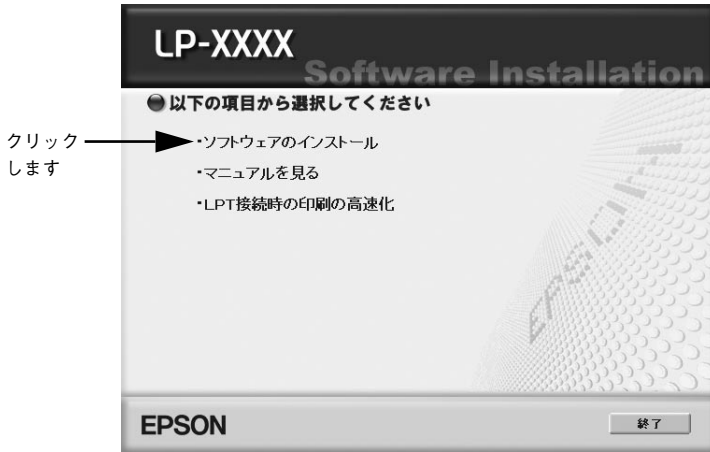 LP-XXXX
Software Installation
以下の項目から選択してください
クリック
します
・ソフトウェアのインストール
・マニュアルを見る
・LPT接続時の印刷の高速化
EPSON
EPSON
終了